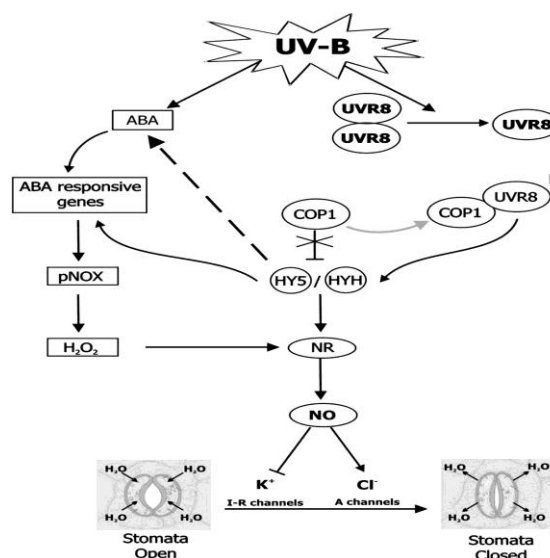 UV-B
ABA
UVR8
UVR8
UVR8
ABA responsive
genes
COP1
COP1
UVR8
pNOX
HY5 / HYH
H₂O₂
NR
NO
H₂O
H₂O
H₂O
H₂O
Stomata
Open
K⁺
I-R channels
Cl⁻
A channels
H₂O
H₂O
H₂O
H₂O
Stomata
Closed